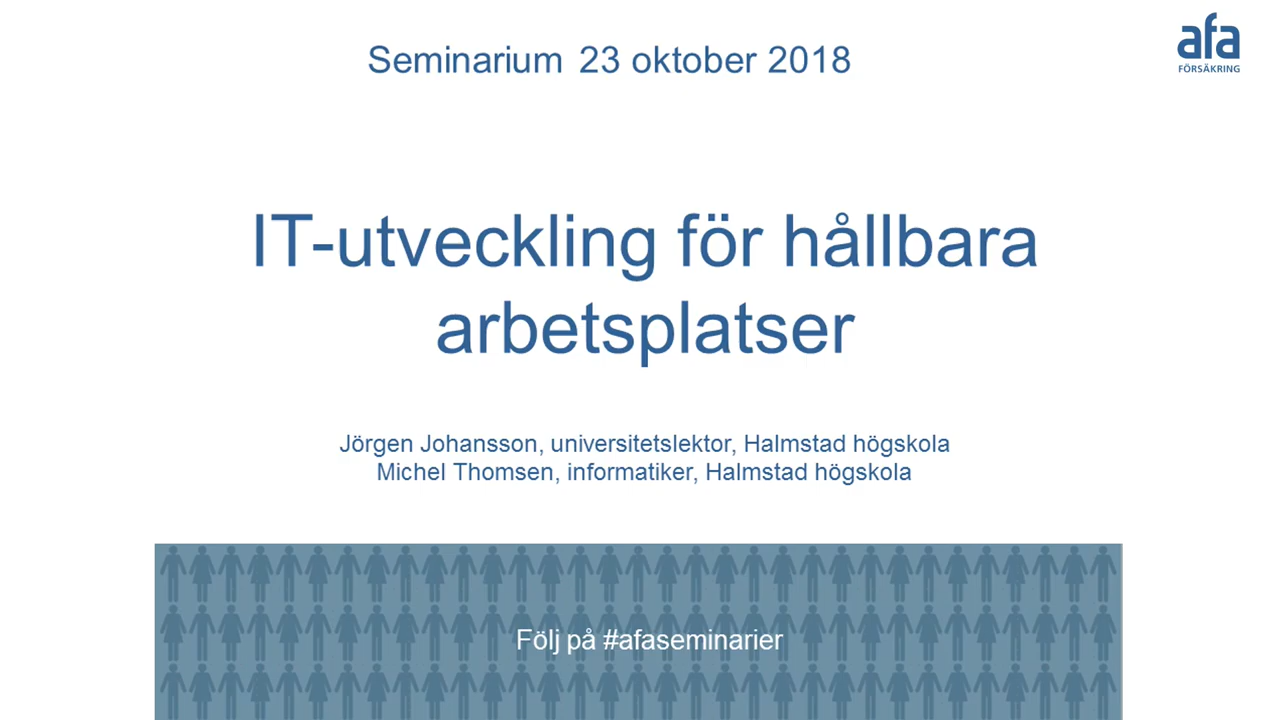 Seminarium 23 oktober 2018
afa
FÖRSÄKRING
IT-utveckling för hållbara
arbetsplatser
Jörgen Johansson, universitetslektor, Halmstad högskola
Michel Thomsen, informatiker, Halmstad högskola
Följ på #afaseminarier